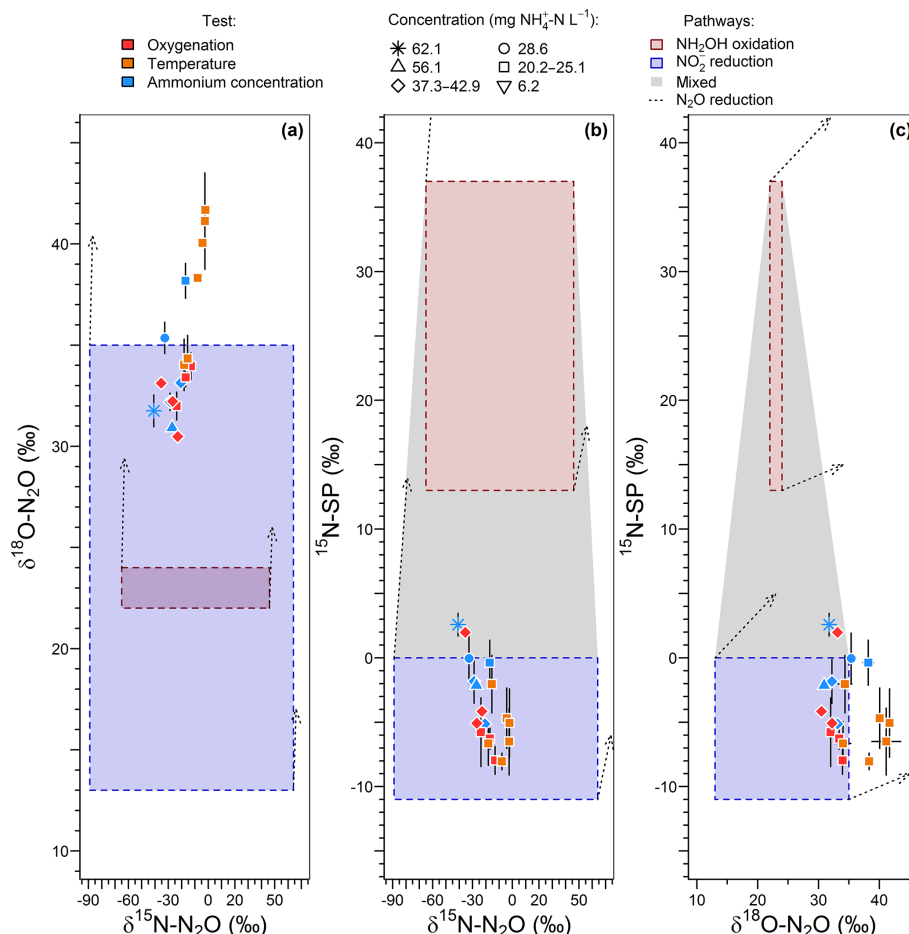 Test:
Oxygenation
Temperature
Ammonium concentration
Concentration (mg NH₄⁺-N L⁻¹):
62.1
56.1
37.3–42.9
28.6
20.2–25.1
6.2
Pathways:
NH₂OH oxidation
NO₂⁻ reduction
Mixed
N₂O reduction
(a)
δ¹⁸O-N₂O (‰)
40
30
20
10
-90 -60 -30 0 30 60
δ¹⁵N-N₂O (‰)
(b)
¹⁵N-SP (‰)
40
30
20
10
0
-10
-90 -60 -30 0 30 60
δ¹⁵N-N₂O (‰)
(c)
¹⁵N-SP (‰)
40
30
20
10
0
-10
10 20 30 40
δ¹⁸O-N₂O (‰)